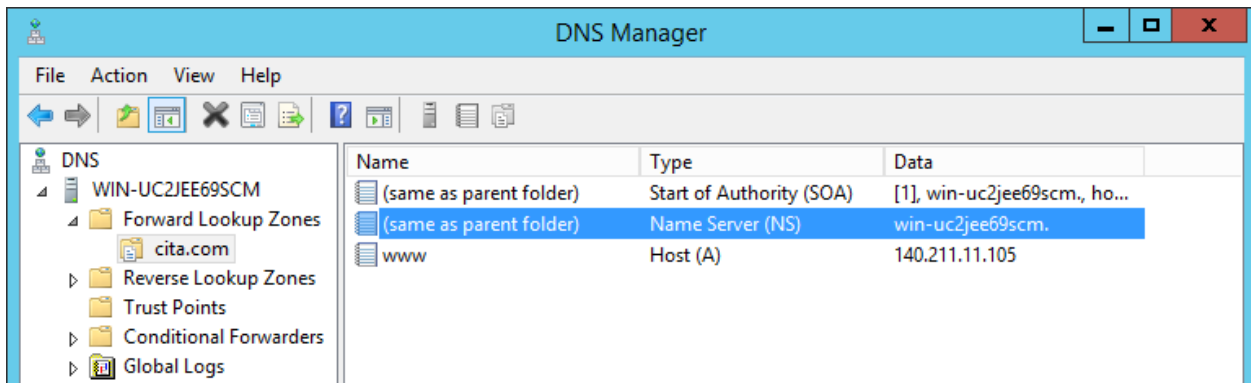 DNS Manager
File Action View Help
DNS
WIN-UC2JEE69SCM
Forward Lookup Zones
cita.com
Reverse Lookup Zones
Trust Points
Conditional Forwarders
Global Logs
Name Type Data
(same as parent folder) Start of Authority (SOA) [1], win-uc2jee69scm., ho...
(same as parent folder) Name Server (NS) win-uc2jee69scm.
www Host (A) 140.211.11.105